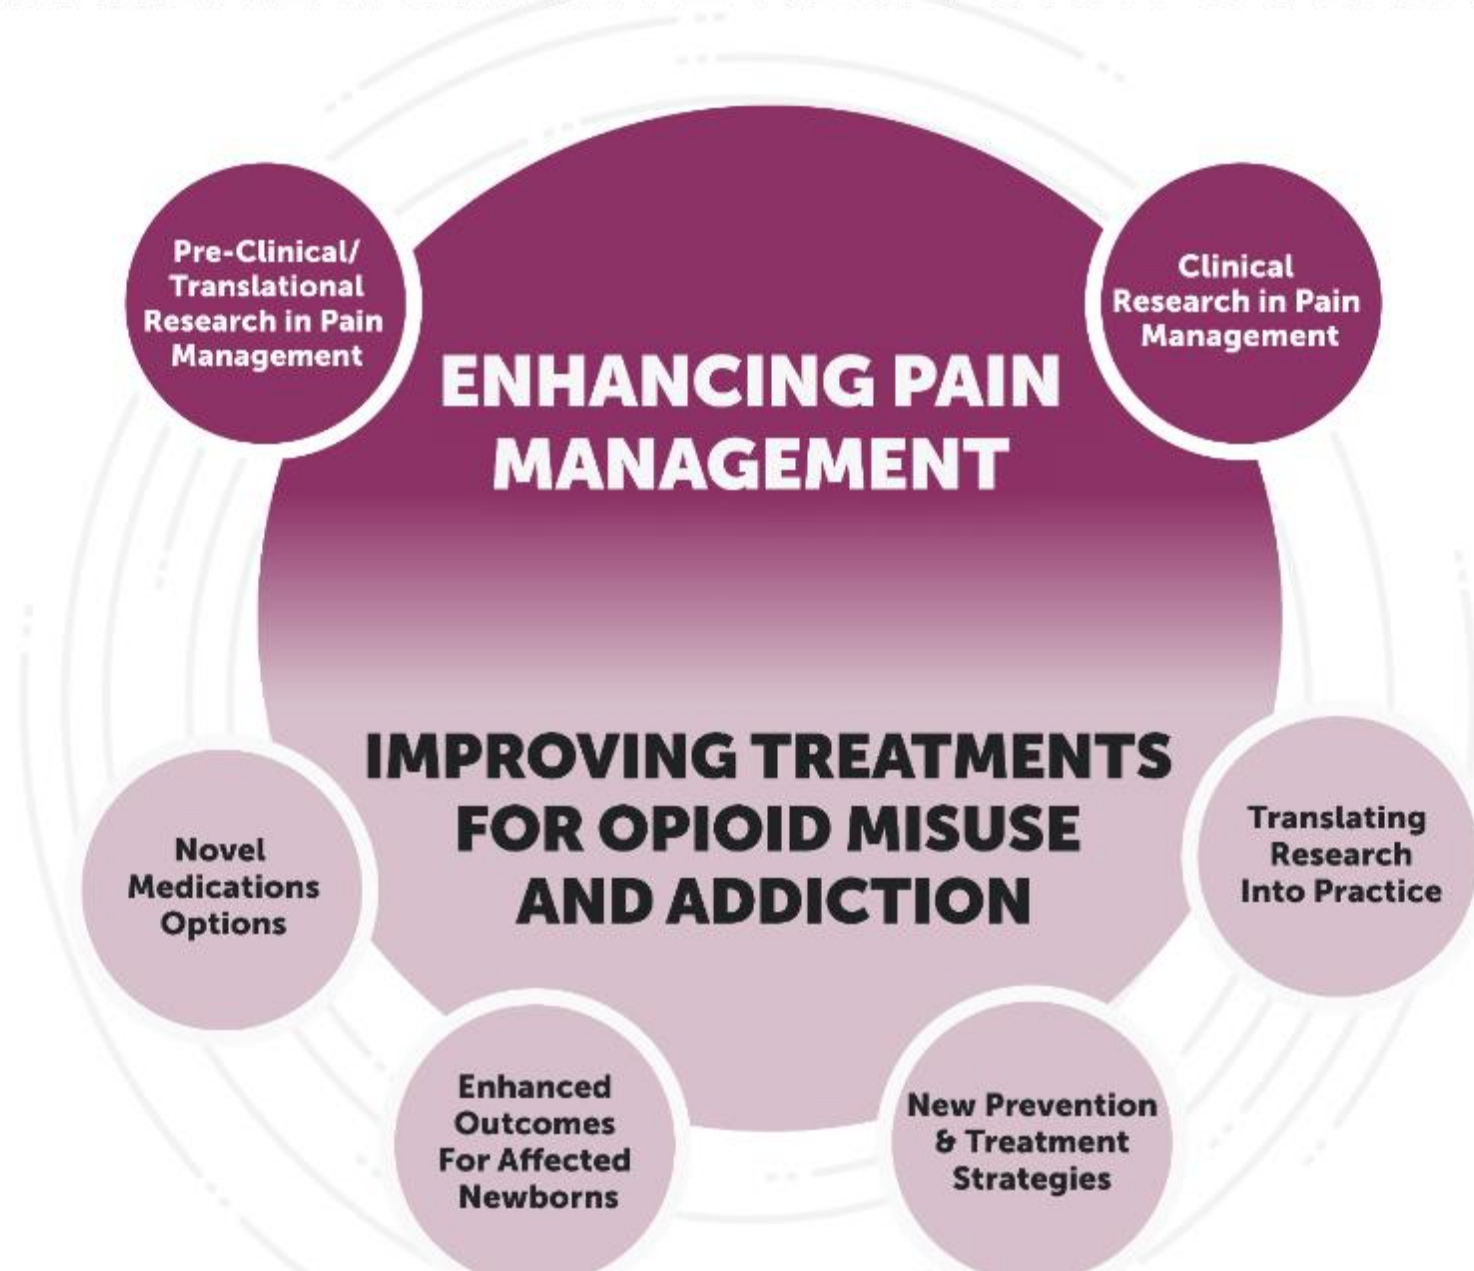 Pre-Clinical/
Translational
Research in Pain
Management
Clinical
Research in Pain
Management
ENHANCING PAIN
MANAGEMENT
IMPROVING TREATMENTS
FOR OPIOID MISUSE
AND ADDICTION
Novel
Medications
Options
Translating
Research
Into Practice
Enhanced
Outcomes
For Affected
Newborns
New Prevention
& Treatment
Strategies